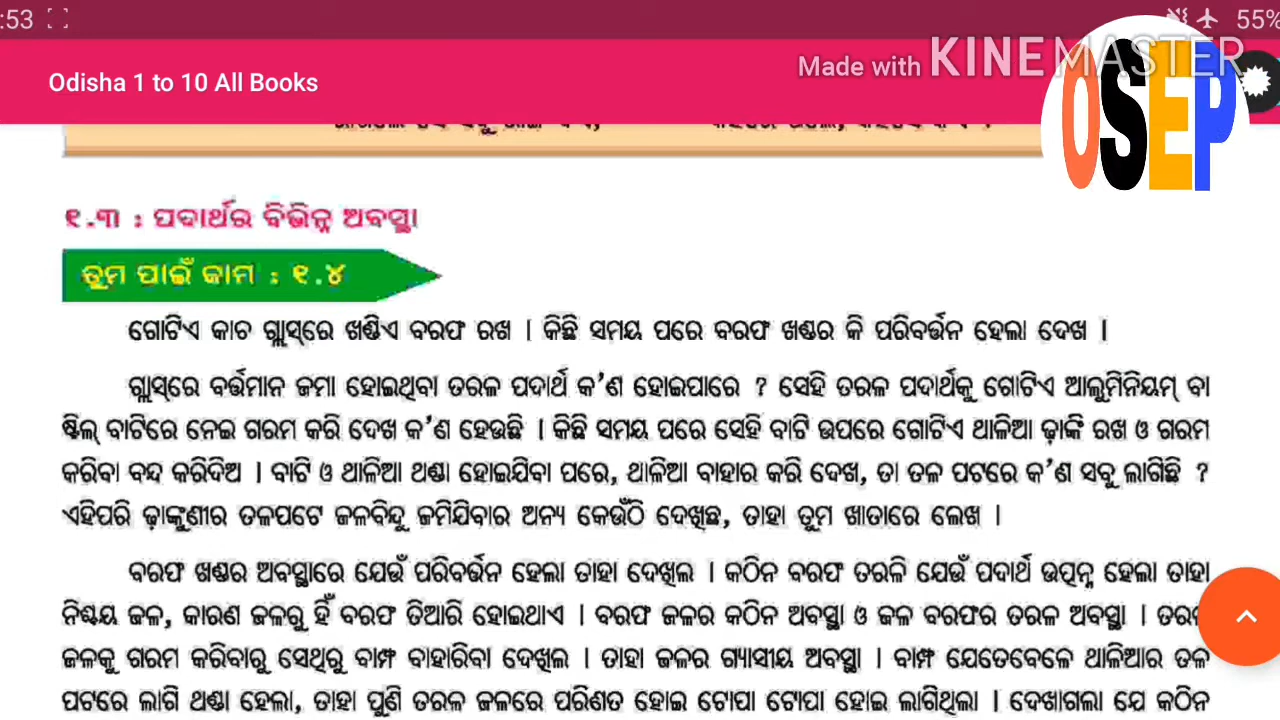 :53
55%
Made with KINEMASTER
Odisha 1 to 10 All Books
OSEP
୧.୩ : ପଦାର୍ଥର ବିଭିନ୍ନ ଅବସ୍ଥା
ତୁମ ପାଇଁ କାମ : ୧.୪
ଗୋଟିଏ କାଚ ଗ୍ଲାସ୍‌ରେ ଖଣ୍ଡିଏ ବରଫ ରଖ । କିଛି ସମୟ ପରେ ବରଫ ଖଣ୍ଡର କି ପରିବର୍ତ୍ତନ ହେଲା ଦେଖ ।
ଗ୍ଲାସ୍‌ରେ ବର୍ତ୍ତମାନ ଜମା ହୋଇଥିବା ତରଳ ପଦାର୍ଥ କ’ଣ ହୋଇପାରେ ? ସେହି ତରଳ ପଦାର୍ଥକୁ ଗୋଟିଏ ଆଲୁମିନିୟମ୍ ବା
ଷ୍ଟିଲ୍ ବାଟିରେ ନେଇ ଗରମ କରି ଦେଖ କ’ଣ ହେଉଛି । କିଛି ସମୟ ପରେ ସେହି ବାଟି ଉପରେ ଗୋଟିଏ ଥାଳିଆ ଢ଼ାଙ୍କି ରଖ ଓ ଗରମ
କରିବା ବନ୍ଦ କରିଦିଅ । ବାଟି ଓ ଥାଳିଆ ଥଣ୍ଡା ହୋଇଯିବା ପରେ, ଥାଳିଆ ବାହାର କରି ଦେଖ, ତା ତଳ ପଟରେ କ’ଣ ସବୁ ଲାଗିଛି ?
ଏହିପରି ଢ଼ାଙ୍କୁଣୀର ତଳପଟେ ଜଳବିନ୍ଦୁ ଜମିଯିବାର ଅନ୍ୟ କେଉଁଠି ଦେଖିଛ, ତାହା ତୁମ ଖାତାରେ ଲେଖ ।
ବରଫ ଖଣ୍ଡର ଅବସ୍ଥାରେ ଯେଉଁ ପରିବର୍ତ୍ତନ ହେଲା ତାହା ଦେଖିଲ । କଠିନ ବରଫ ତରଳି ଯେଉଁ ପଦାର୍ଥ ଉତ୍ପନ୍ନ ହେଲା ତାହା
ନିଶ୍ଚୟ ଜଳ, କାରଣ ଜଳରୁ ହିଁ ବରଫ ତିଆରି ହୋଇଥାଏ । ବରଫ ଜଳର କଠିନ ଅବସ୍ଥା ଓ ଜଳ ବରଫର ତରଳ ଅବସ୍ଥା ।
ଜଳକୁ ଗରମ କରିବାରୁ ସେଥିରୁ ବାମ୍ଫ ବାହାରିବା ଦେଖିଲ । ତାହା ଜଳର ଗ୍ୟାସୀୟ ଅବସ୍ଥା । ବାମ୍ଫ ଯେତେବେଳେ ଥାଳିଆର ତଳ
ପଟରେ ଲାଗି ଥଣ୍ଡା ହେଲା, ତାହା ପୁଣି ତରଳ ଜଳରେ ପରିଣତ ହୋଇ ଟୋପା ଟୋପା ହୋଇ ଲାଗିଥିଲା । ଦେଖାଗଲା ଯେ କଠିନ